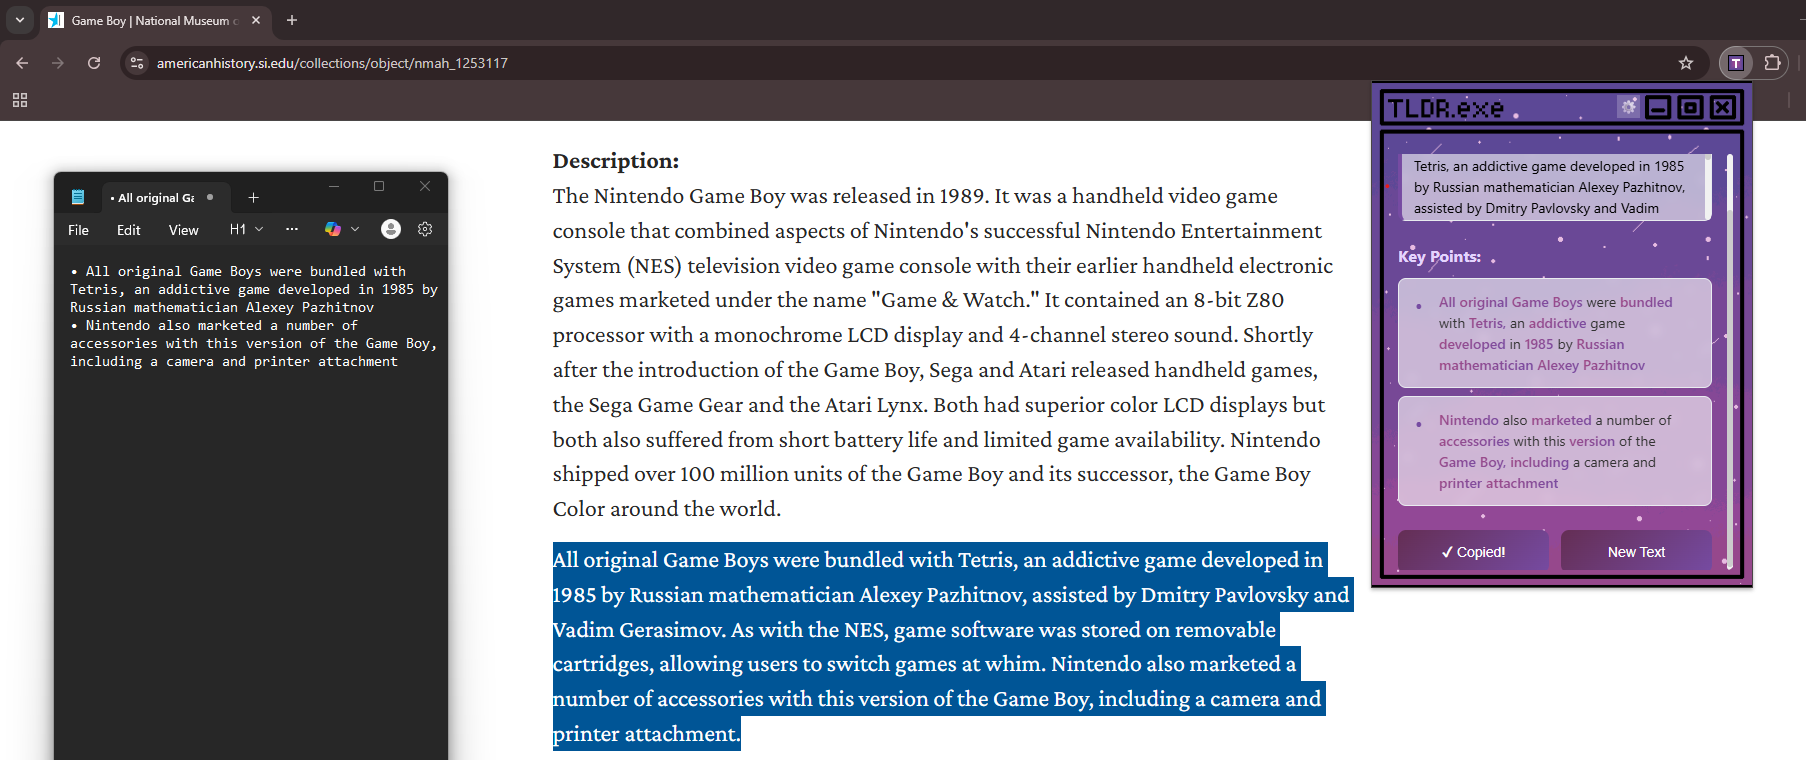 Game Boy | National Museum o
americanhistory.si.edu/collections/object/nmah_1253117
T
• All original Ga
File Edit View H1 ...
• All original Game Boys were bundled with
Tetris, an addictive game developed in 1985 by
Russian mathematician Alexey Pazhitnov
• Nintendo also marketed a number of
accessories with this version of the Game Boy,
including a camera and printer attachment
Description:
The Nintendo Game Boy was released in 1989. It was a handheld video game
console that combined aspects of Nintendo's successful Nintendo Entertainment
System (NES) television video game console with their earlier handheld electronic
games marketed under the name "Game & Watch." It contained an 8-bit Z80
processor with a monochrome LCD display and 4-channel stereo sound. Shortly
after the introduction of the Game Boy, Sega and Atari released handheld games,
the Sega Game Gear and the Atari Lynx. Both had superior color LCD displays but
both also suffered from short battery life and limited game availability. Nintendo
shipped over 100 million units of the Game Boy and its successor, the Game Boy
Color around the world.
All original Game Boys were bundled with Tetris, an addictive game developed in
1985 by Russian mathematician Alexey Pazhitnov, assisted by Dmitry Pavlovsky and
Vadim Gerasimov. As with the NES, game software was stored on removable
cartridges, allowing users to switch games at whim. Nintendo also marketed a
number of accessories with this version of the Game Boy, including a camera and
printer attachment.
TLDR.exe
Tetris, an addictive game developed in 1985
by Russian mathematician Alexey Pazhitnov,
assisted by Dmitry Pavlovsky and Vadim
Key Points:
• All original Game Boys were bundled
with Tetris, an addictive game
developed in 1985 by Russian
mathematician Alexey Pazhitnov
• Nintendo also marketed a number of
accessories with this version of the
Game Boy, including a camera and
printer attachment
✓ Copied!
New Text